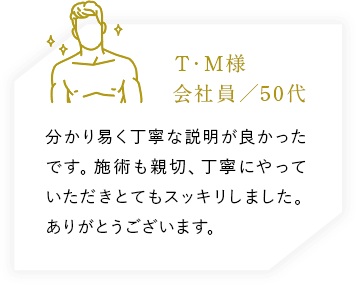 T・M様
会社員／50代
分かり易く丁寧な説明が良かった
です。施術も親切、丁寧にやって
いただきとてもスッキリしました。
ありがとうございます。